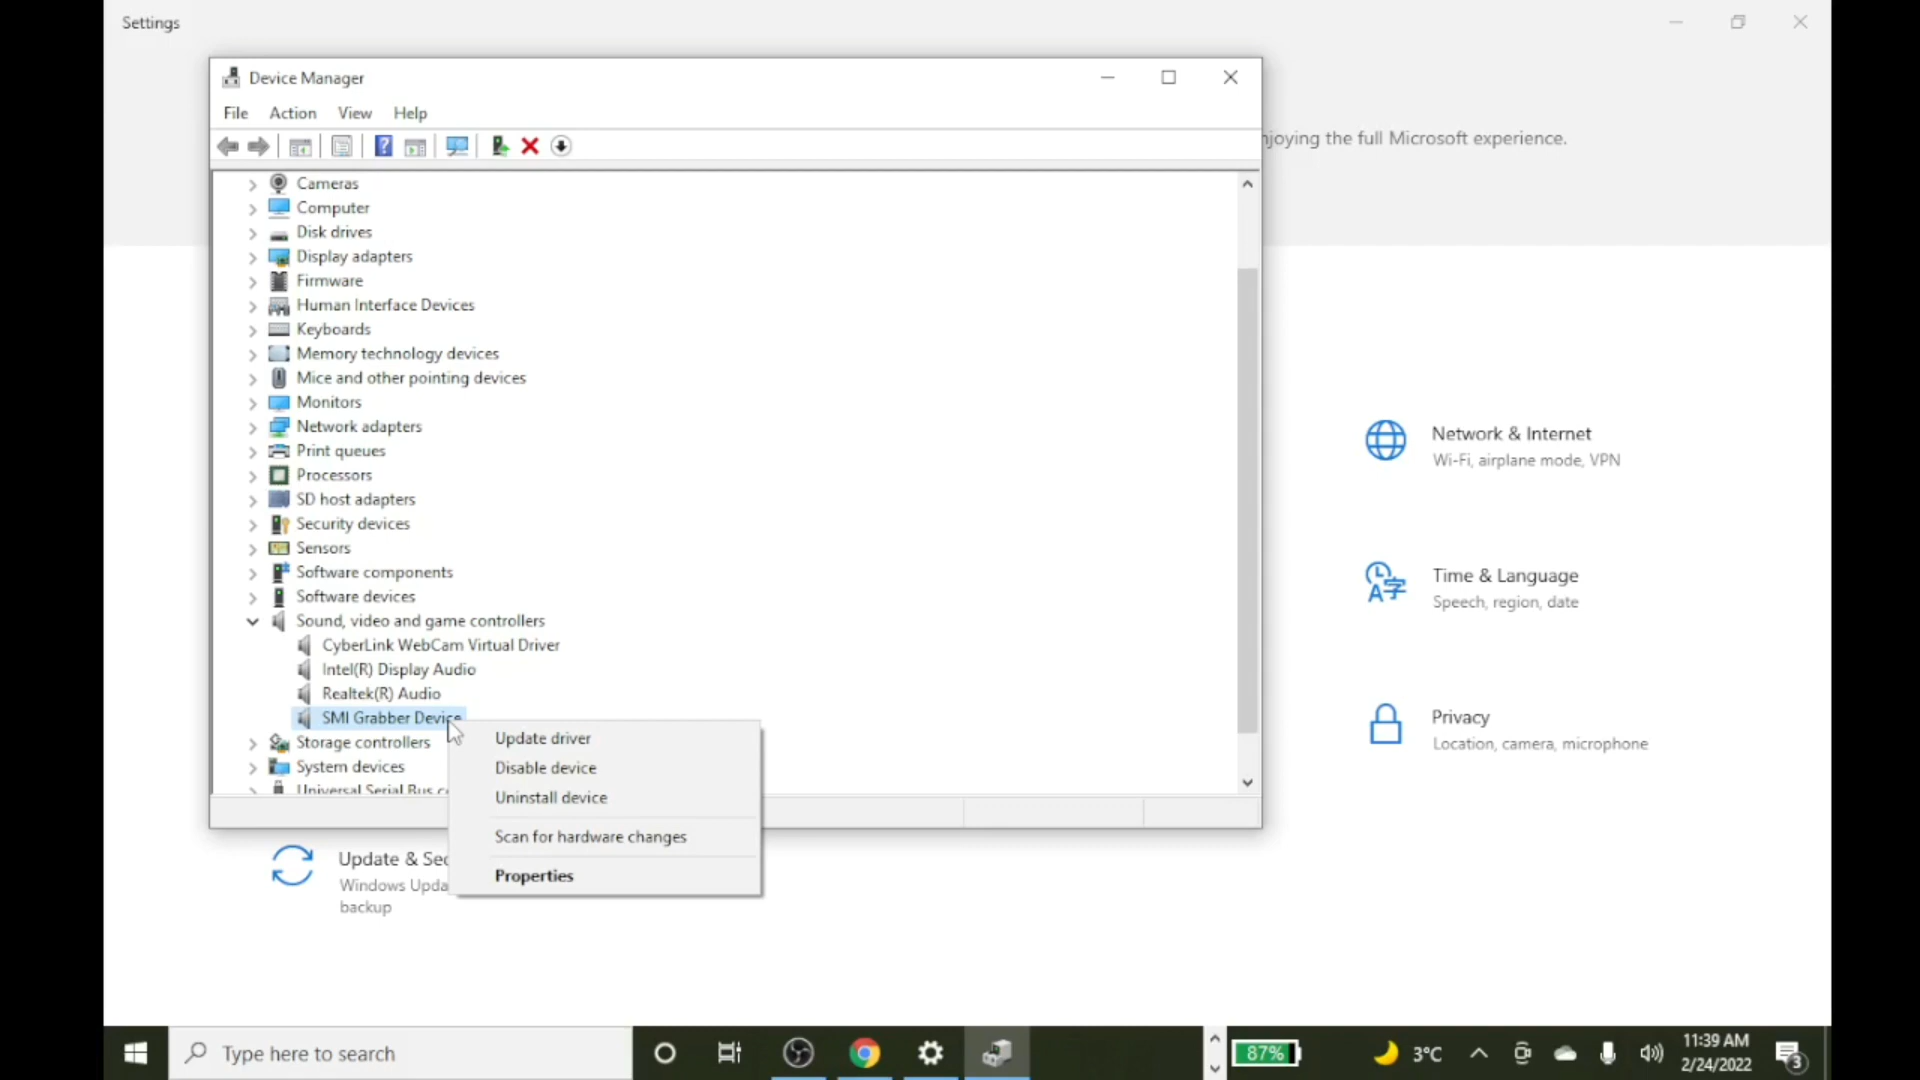 Settings
Device Manager
File Action View Help
njoying the full Microsoft experience.
Cameras
Computer
Disk drives
Display adapters
Firmware
Human Interface Devices
Keyboards
Memory technology devices
Mice and other pointing devices
Monitors
Network adapters
Print queues
Processors
SD host adapters
Security devices
Sensors
Software components
Software devices
Sound, video and game controllers
CyberLink WebCam Virtual Driver
Intel(R) Display Audio
Realtek(R) Audio
SMI Grabber Device
Storage controllers
System devices
Universal Serial Bus c
Update driver
Disable device
Uninstall device
Scan for hardware changes
Properties
Network & Internet
Wi-Fi, airplane mode, VPN
Time & Language
Speech, region, date
Privacy
Location, camera, microphone
Update & Sec
Windows Upda
backup
Type here to search
87%
3°C
11:39 AM
2/24/2022
3